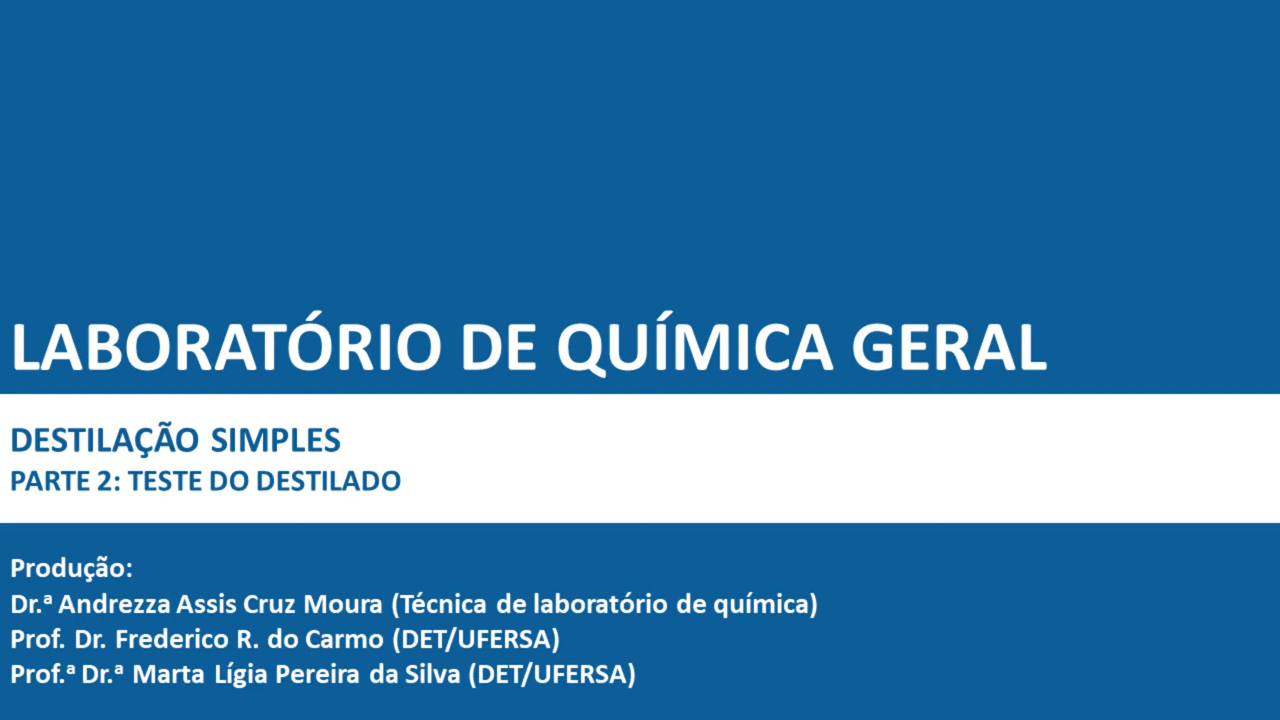 LABORATÓRIO DE QUÍMICA GERAL
DESTILAÇÃO SIMPLES
PARTE 2: TESTE DO DESTILADO
Produção:
Dr.ª Andrezza Assis Cruz Moura (Técnica de laboratório de química)
Prof. Dr. Frederico R. do Carmo (DET/UFERSA)
Prof.ª Dr.ª Marta Lígia Pereira da Silva (DET/UFERSA)